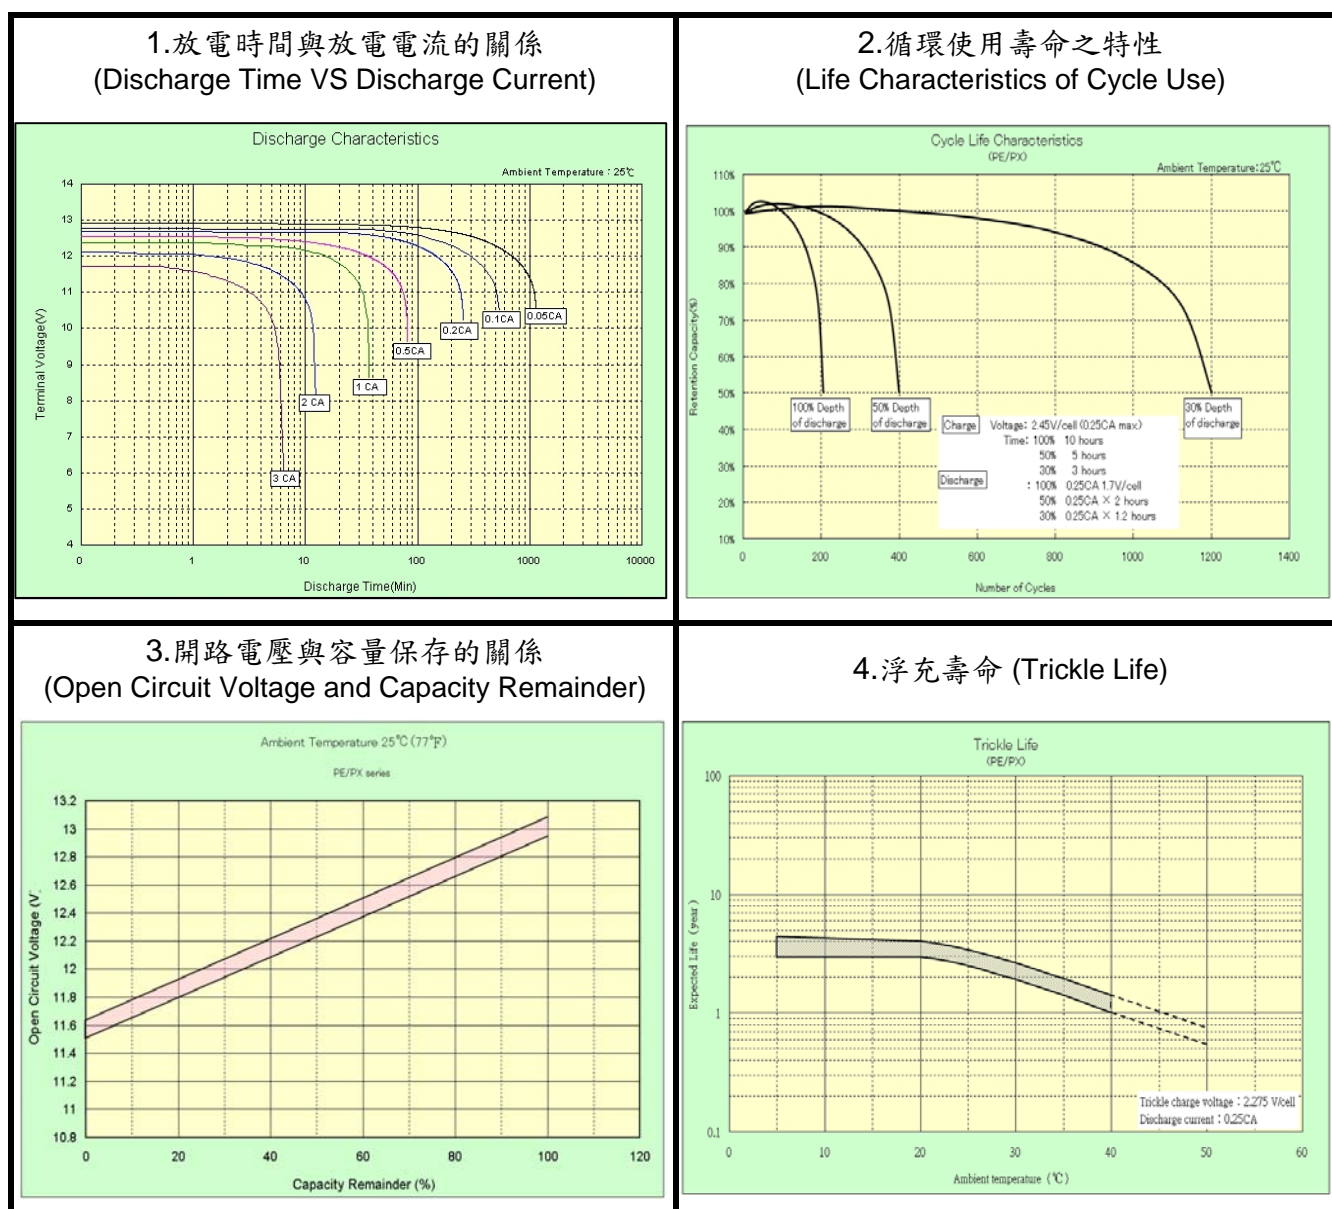 1.放電時間與放電電流的關係
(Discharge Time VS Discharge Current)
Discharge Characteristics
Ambient Temperature : 25℃
14
13
12
11
10
9
8
7
6
5
4
Terminal Voltage(V)
0.05CA
0.1CA
0.2CA
0.5CA
1 CA
2 CA
3 CA
0 1 10 100 1000 10000
Discharge Time(Min)
2.循環使用壽命之特性
(Life Characteristics of Cycle Use)
Cycle Life Characteristics
(PE/PX)
Ambient Temperature:25℃
110%
100%
90%
80%
70%
60%
50%
40%
30%
20%
10%
Retention Capacity(%)
100% Depth
of discharge
50% Depth
of discharge
30% Depth
of discharge
Charge Voltage: 2.45V/cell (0.25CA max)
Time: 100% 10 hours
50% 5 hours
30% 3 hours
Discharge : 100% 0.25CA 1.7V/cell
50% 0.25CA × 2 hours
30% 0.25CA × 1.2 hours
0 200 400 600 800 1000 1200 1400
Number of Cycles
3.開路電壓與容量保存的關係
(Open Circuit Voltage and Capacity Remainder)
Ambient Temperature 25℃(77℉)
PE/PX series
13.2
13
12.8
12.6
12.4
12.2
12
11.8
11.6
11.4
11.2
11
10.8
Open Circuit Voltage (V
0 20 40 60 80 100 120
Capacity Remainder (%)
4.浮充壽命 (Trickle Life)
Trickle Life
(PE/PX)
100
10
1
0.1
Expected Life (year)
Trickle charge voltage : 2.275 V/cell
Discharge current : 0.25CA
0 10 20 30 40 50 60
Ambient temperature (℃)